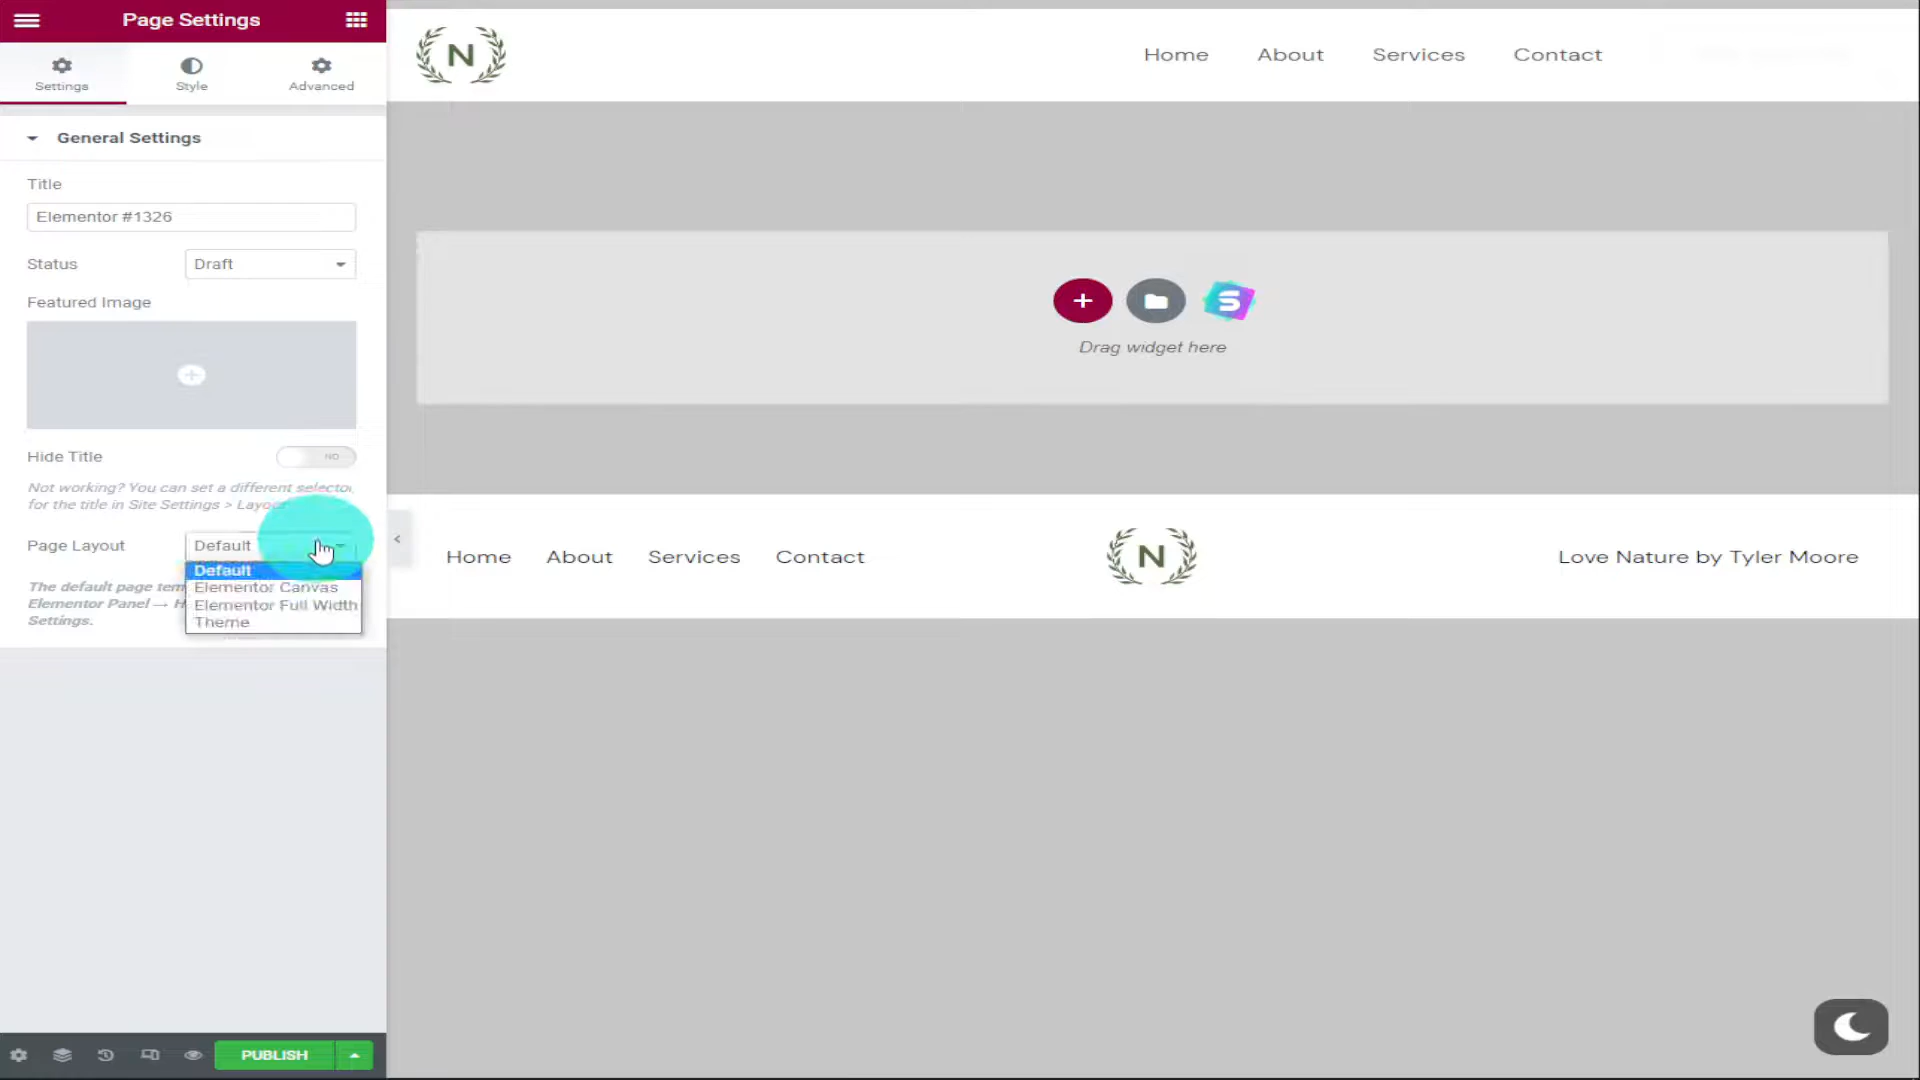 Page Settings
Settings
Style
Advanced
General Settings
Title
Elementor #1326
Status
Draft
Featured Image
Hide Title
NO
Not working? You can set a different selector
for the title in Site Settings > Layou
Page Layout
Default
Default
Elementor Canvas
Elementor Full Width
Theme
The default page tem
Elementor Panel → H
Settings.
PUBLISH
N
Home
About
Services
Contact
S
Drag widget here
Home
About
Services
Contact
N
Love Nature by Tyler Moore